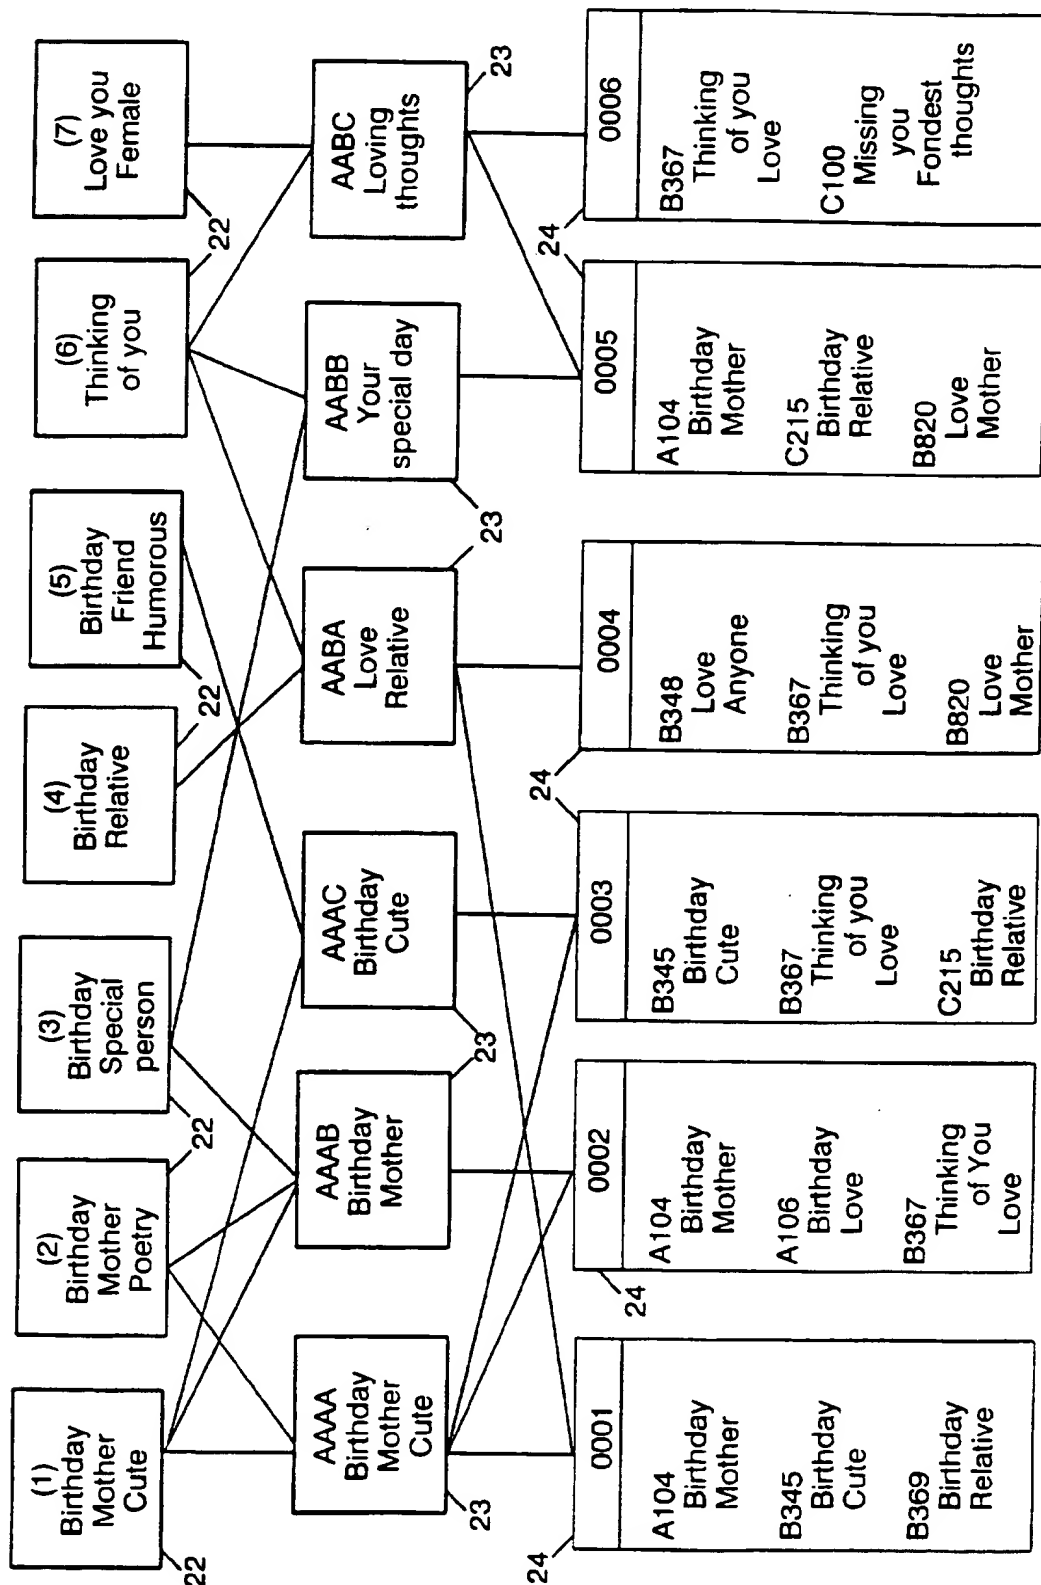 (1)
Birthday
Mother
Cute
22
(2)
Birthday
Mother
Poetry
(3)
Birthday
Special
person
22
(4)
Birthday
Relative
(5)
Birthday
Friend
Humorous
22
(6)
Thinking
of you
(7)
Love you
Female
22
AAAA
Birthday
Mother
Cute
23
AAAB
Birthday
Mother
AAAC
Birthday
Cute
23
AABA
Love
Relative
AABB
Your
special day
23
AABC
Loving
thoughts
23
24
0001
A104
Birthday
Mother
B345
Birthday
Cute
B369
Birthday
Relative
24
0002
A104
Birthday
Mother
A106
Birthday
Love
B367
Thinking
of You
Love
0003
B345
Birthday
Cute
B367
Thinking
of you
Love
C215
Birthday
Relative
24
0004
B348
Love
Anyone
B367
Thinking
of you
Love
B820
Love
Mother
0005
A104
Birthday
Mother
C215
Birthday
Relative
B820
Love
Mother
24
0006
B367
Thinking
of you
Love
C100
Missing
you
Fondest
thoughts